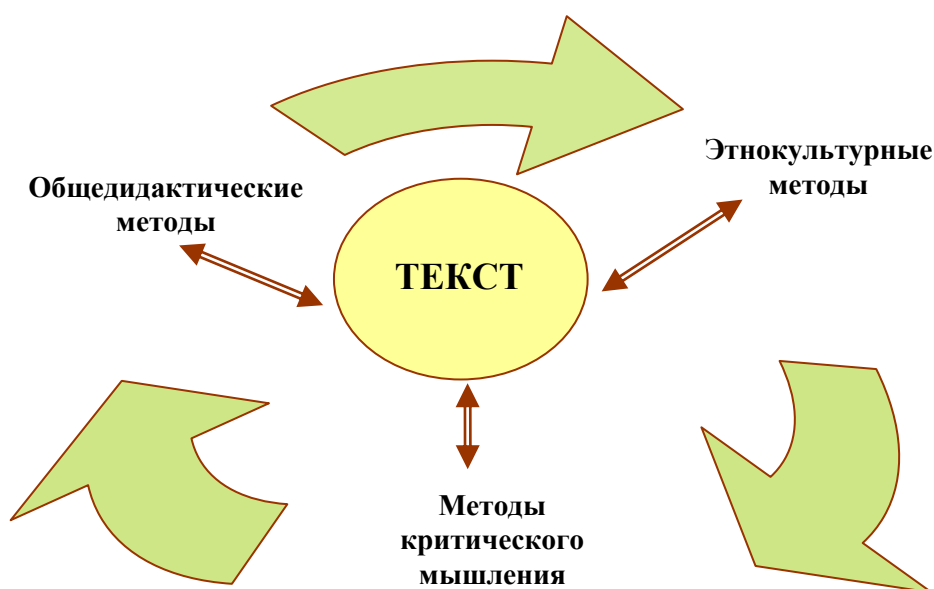 Этнокультурные
методы
Общедидактические
методы
ТЕКСТ
Методы
критического
мышления